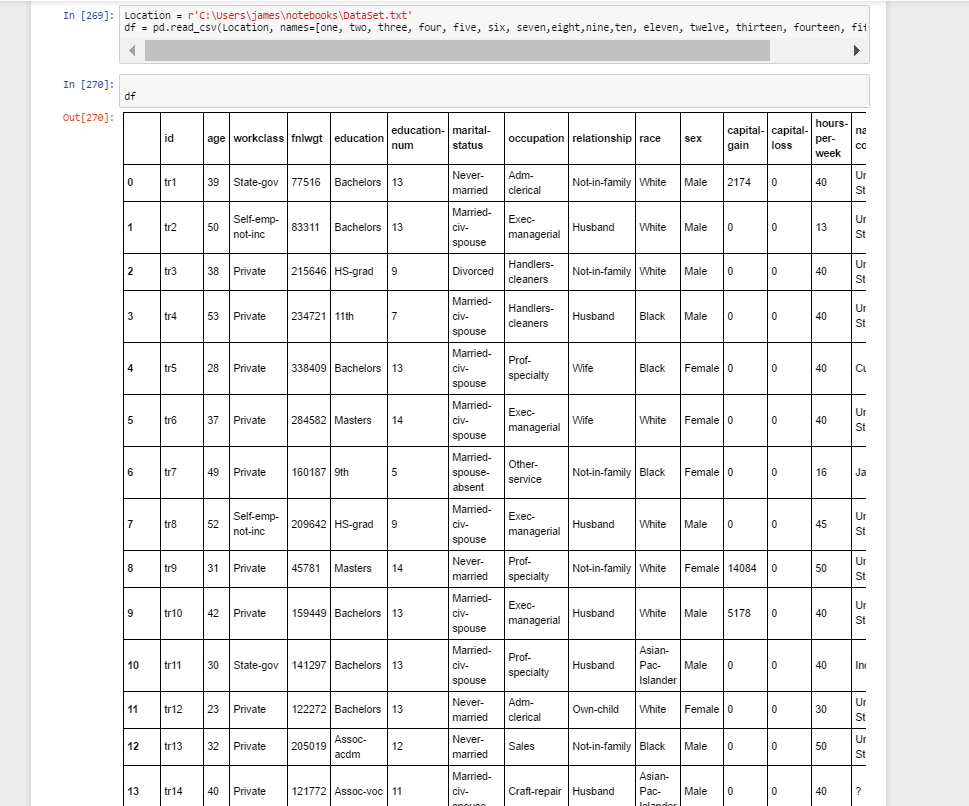 In [269]: Location = r'C:\Users\james\notebooks\DataSet.txt'
df = pd.read_csv(Location, names=[one, two, three, four, five, six, seven,eight,nine,ten, eleven, twelve, thirteen, fourteen, fif
In [270]:
df
Out[270]:
id age workclass fnlwgt education education-num marital-status occupation relationship race sex capital-gain capital-loss hours-per-week na co
0 tr1 39 State-gov 77516 Bachelors 13 Never-married Adm-clerical Not-in-family White Male 2174 0 40 Un St
1 tr2 50 Self-emp-not-inc 83311 Bachelors 13 Married-civ-spouse Exec-managerial Husband White Male 0 0 13 Un St
2 tr3 38 Private 215646 HS-grad 9 Divorced Handlers-cleaners Not-in-family White Male 0 0 40 Un St
3 tr4 53 Private 234721 11th 7 Married-civ-spouse Handlers-cleaners Husband Black Male 0 0 40 Un St
4 tr5 28 Private 338409 Bachelors 13 Married-civ-spouse Prof-specialty Wife Black Female 0 0 40 Cu
5 tr6 37 Private 284582 Masters 14 Married-civ-spouse Exec-managerial Wife White Female 0 0 40 Un St
6 tr7 49 Private 160187 9th 5 Married-spouse-absent Other-service Not-in-family Black Female 0 0 16 Ja
7 tr8 52 Self-emp-not-inc 209642 HS-grad 9 Married-civ-spouse Exec-managerial Husband White Male 0 0 45 Un St
8 tr9 31 Private 45781 Masters 14 Never-married Prof-specialty Not-in-family White Female 14084 0 50 Un St
9 tr10 42 Private 159449 Bachelors 13 Married-civ-spouse Exec-managerial Husband White Male 5178 0 40 Un St
10 tr11 30 State-gov 141297 Bachelors 13 Married-civ-spouse Prof-specialty Husband Asian-Pac-Islander Male 0 0 40 Inc
11 tr12 23 Private 122272 Bachelors 13 Never-married Adm-clerical Own-child White Female 0 0 30 Un St
12 tr13 32 Private 205019 Assoc-acdm 12 Never-married Sales Not-in-family Black Male 0 0 50 Un St
13 tr14 40 Private 121772 Assoc-voc 11 Married-civ-spouse Craft-repair Husband Asian-Pac-Islander Male 0 0 40 ?